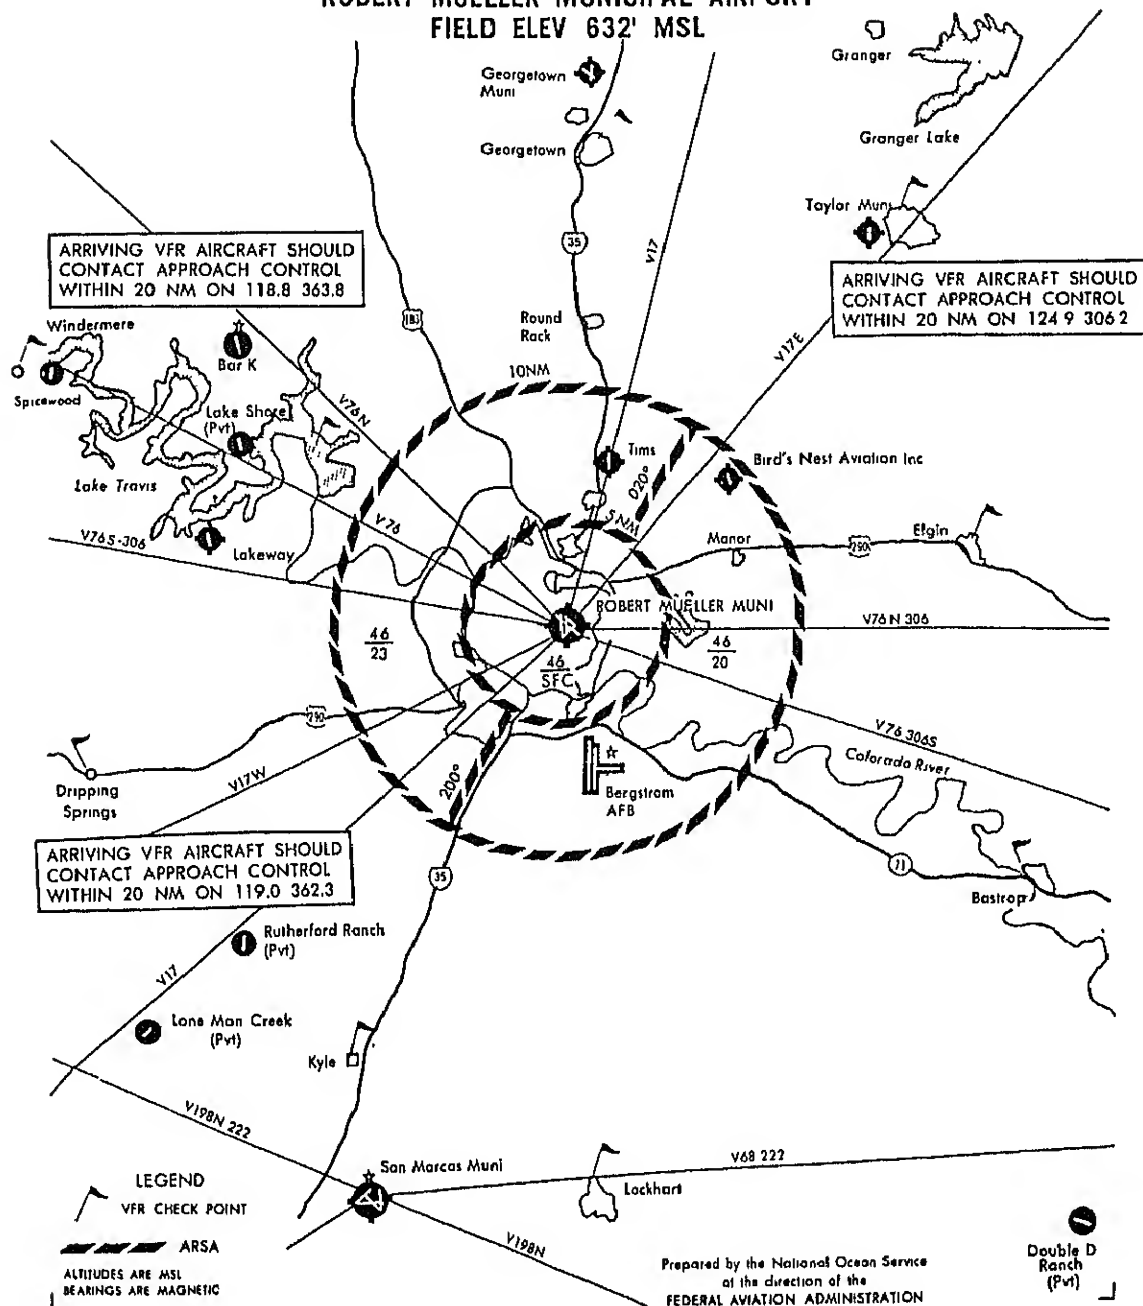 ROBERT MUELLER MUNICIPAL AIRPORT
FIELD ELEV 632' MSL
Georgetown
Muni
Georgetown
Granger
Granger Lake
Taylor Muni
35
V17
183
ARRIVING VFR AIRCRAFT SHOULD
CONTACT APPROACH CONTROL
WITHIN 20 NM ON 118.8 363.8
ARRIVING VFR AIRCRAFT SHOULD
CONTACT APPROACH CONTROL
WITHIN 20 NM ON 124 9 306 2
Windermere
Bar K
Spicewood
Round
Rack
V17E
10NM
V76N
Lake Shore
(Pvt)
Lake Travis
Tims
Bird's Nest Aviation Inc
020°
5 NM
V76
V76S-306
Lakeway
Manor
290
Elgin
ROBERT MUELLER MUNI
V76N 306
46
23
46
SFC
46
20
V76 306S
Colorado River
290
Dripping
Springs
V17W
200°
Bergstrom
AFB
ARRIVING VFR AIRCRAFT SHOULD
CONTACT APPROACH CONTROL
WITHIN 20 NM ON 119.0 362.3
35
71
Bastrop
Rutherford Ranch
(Pvt)
V17
Lone Man Creek
(Pvt)
Kyle
V198N 222
San Marcos Muni
V68 222
Lockhart
V198N
LEGEND
VFR CHECK POINT
ARSA
ALTITUDES ARE MSL
BEARINGS ARE MAGNETIC
Prepared by the National Ocean Service
at the direction of the
FEDERAL AVIATION ADMINISTRATION
Double D
Ranch
(Pvt)